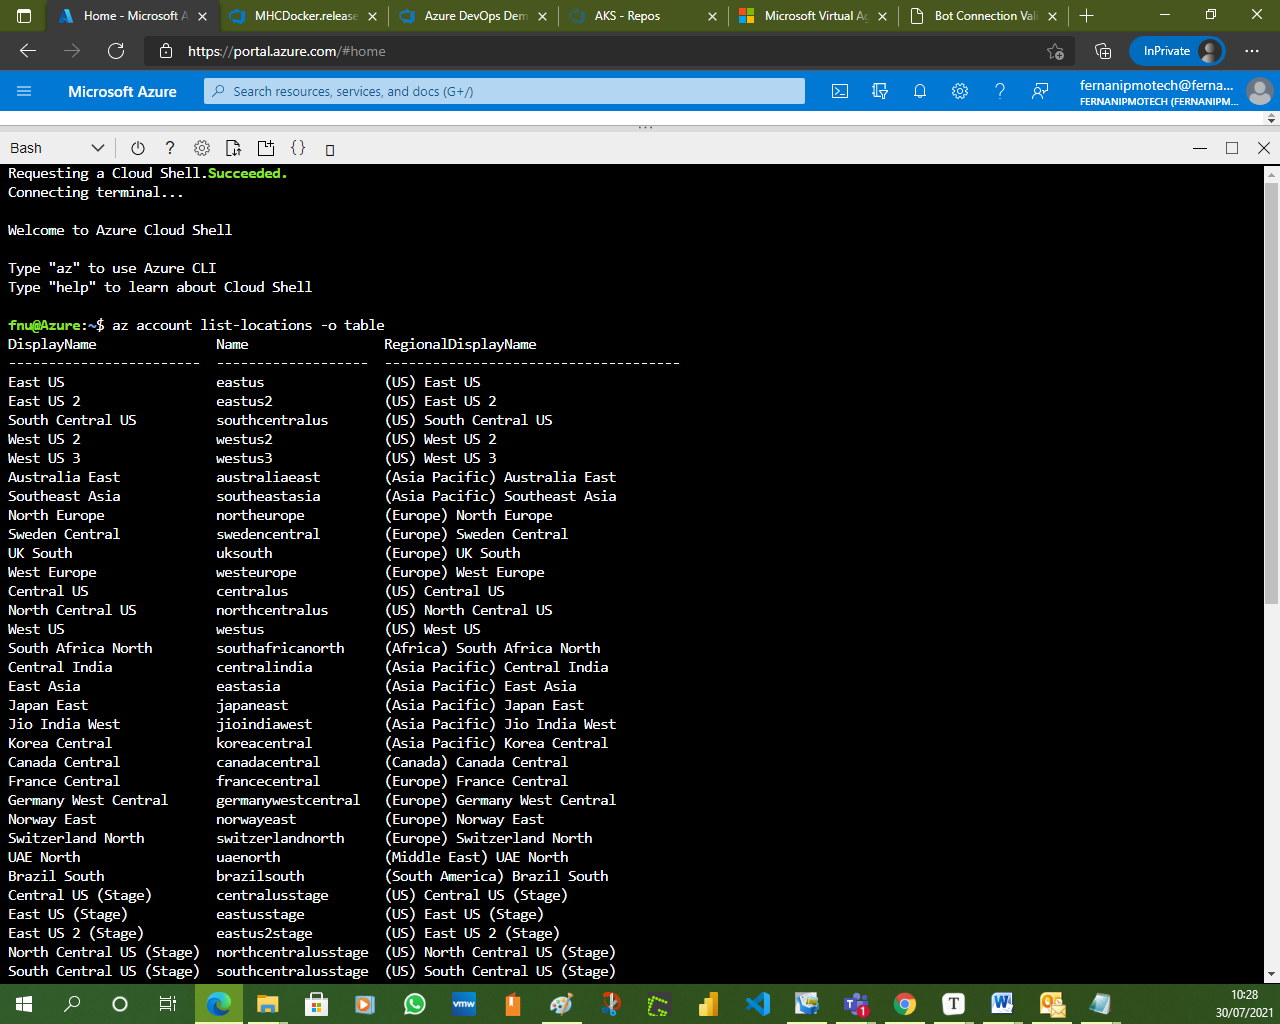 Home - Microsoft A
MHCDocker.release
Azure DevOps Dem
AKS - Repos
Microsoft Virtual Ag
Bot Connection Vali
https://portal.azure.com/#home
InPrivate
Microsoft Azure
Search resources, services, and docs (G+/)
fernanipmotech@ferna...
FERNANIPMOTECH (FERNANIPM...
Bash
Requesting a Cloud Shell.Succeeded.
Connecting terminal...
Welcome to Azure Cloud Shell
Type "az" to use Azure CLI
Type "help" to learn about Cloud Shell
fnu@Azure:~$ az account list-locations -o table
DisplayName Name RegionalDisplayName
------------------------ ------------------- -------------------------------------
East US eastus (US) East US
East US 2 eastus2 (US) East US 2
South Central US southcentralus (US) South Central US
West US 2 westus2 (US) West US 2
West US 3 westus3 (US) West US 3
Australia East australiaeast (Asia Pacific) Australia East
Southeast Asia southeastasia (Asia Pacific) Southeast Asia
North Europe northeurope (Europe) North Europe
Sweden Central swedencentral (Europe) Sweden Central
UK South uksouth (Europe) UK South
West Europe westeurope (Europe) West Europe
Central US centralus (US) Central US
North Central US northcentralus (US) North Central US
West US westus (US) West US
South Africa North southafricanorth (Africa) South Africa North
Central India centralindia (Asia Pacific) Central India
East Asia eastasia (Asia Pacific) East Asia
Japan East japaneast (Asia Pacific) Japan East
Jio India West jioindiawest (Asia Pacific) Jio India West
Korea Central koreacentral (Asia Pacific) Korea Central
Canada Central canadacentral (Canada) Canada Central
France Central francecentral (Europe) France Central
Germany West Central germanywestcentral (Europe) Germany West Central
Norway East norwayeast (Europe) Norway East
Switzerland North switzerlandnorth (Europe) Switzerland North
UAE North uaenorth (Middle East) UAE North
Brazil South brazilsouth (South America) Brazil South
Central US (Stage) centralusstage (US) Central US (Stage)
East US (Stage) eastusstage (US) East US (Stage)
East US 2 (Stage) eastus2stage (US) East US 2 (Stage)
North Central US (Stage) northcentralusstage (US) North Central US (Stage)
South Central US (Stage) southcentralusstage (US) South Central US (Stage)
vmw
1
T
10:28
30/07/2021